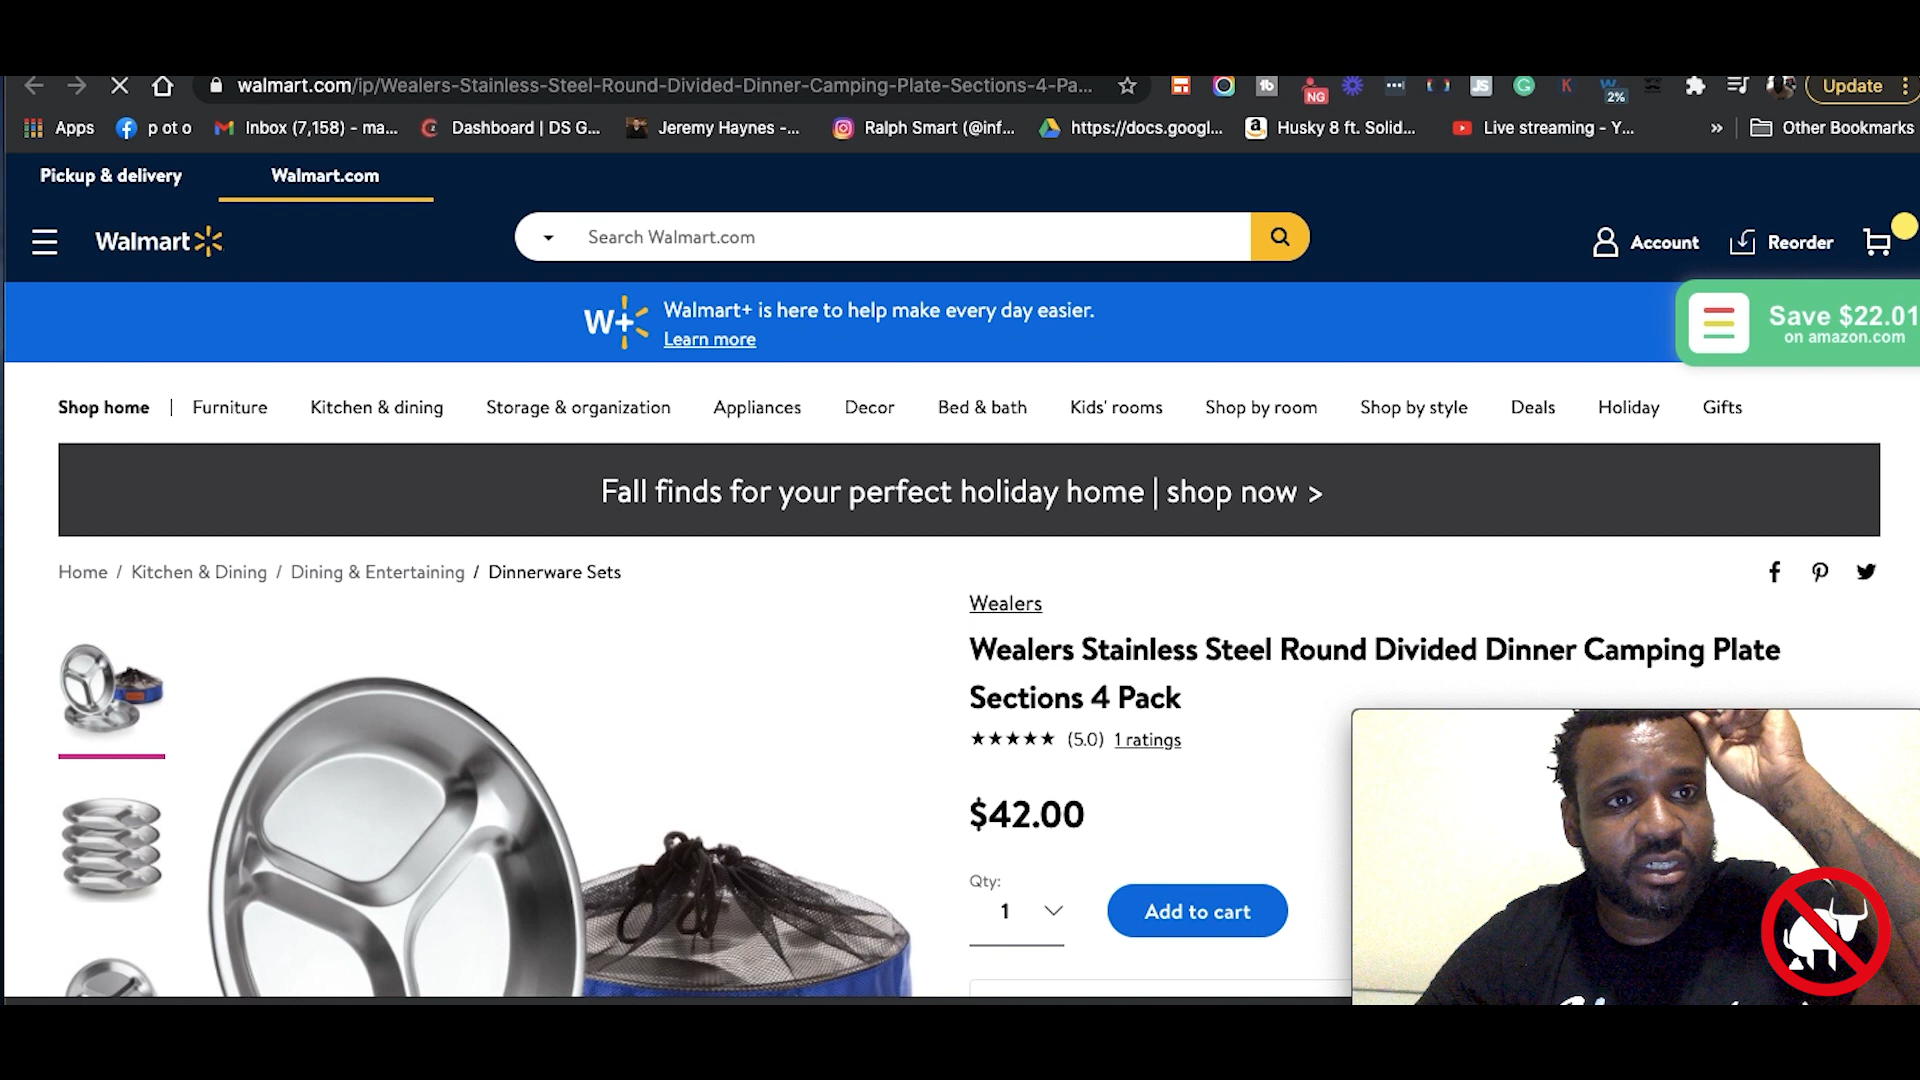 walmart.com/ip/Wealers-Stainless-Steel-Round-Divided-Dinner-Camping-Plate-Sections-4-Pa...
tb
NG
JS
G
K
2%
Update
Apps
p ot o
Inbox (7,158) - ma...
Dashboard | DS G...
Jeremy Haynes -...
Ralph Smart (@inf...
https://docs.googl...
Husky 8 ft. Solid...
Live streaming - Y...
»
Other Bookmarks
Pickup & delivery
Walmart.com
Walmart
Search Walmart.com
Account
Reorder
W+
Walmart+ is here to help make every day easier.
Learn more
Save $22.01
on amazon.com
Shop home | Furniture Kitchen & dining Storage & organization Appliances Decor Bed & bath Kids' rooms Shop by room Shop by style Deals Holiday Gifts
Fall finds for your perfect holiday home | shop now >
Home / Kitchen & Dining / Dining & Entertaining / Dinnerware Sets
Wealers
Wealers Stainless Steel Round Divided Dinner Camping Plate
Sections 4 Pack
★★★★★ (5.0) 1 ratings
$42.00
Qty:
1
Add to cart